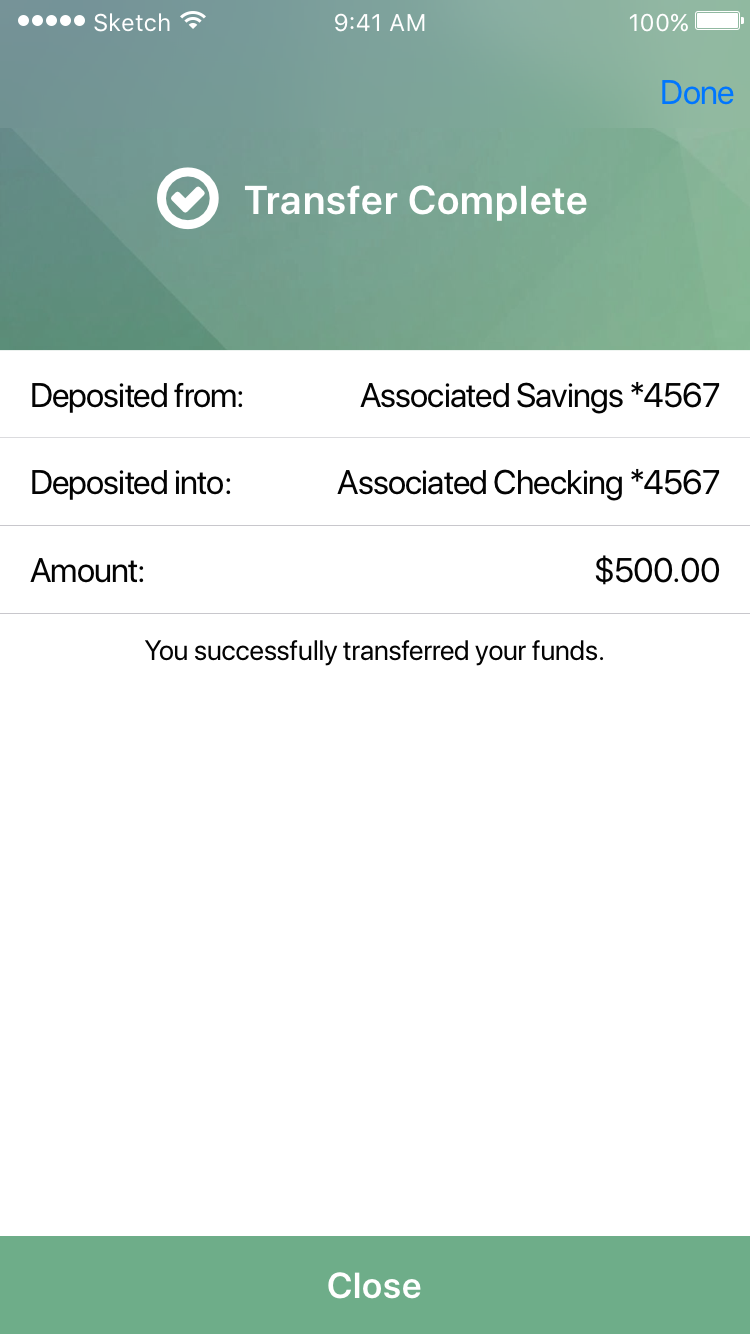 Sketch 9:41 AM 100%
Done
Transfer Complete
Deposited from: Associated Savings *4567
Deposited into: Associated Checking *4567
Amount: $500.00
You successfully transferred your funds.
Close